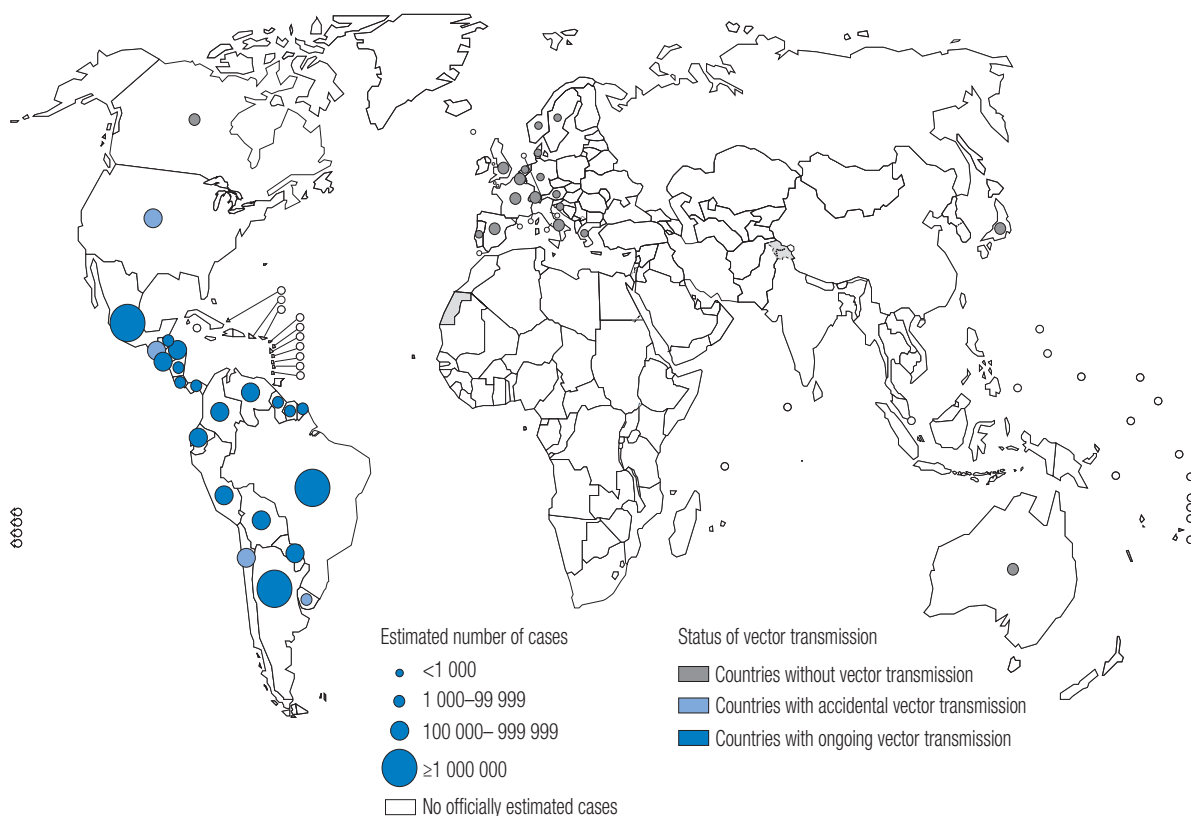 Estimated number of cases
<1 000
1 000–99 999
100 000– 999 999
≥1 000 000
No officially estimated cases
Status of vector transmission
Countries without vector transmission
Countries with accidental vector transmission
Countries with ongoing vector transmission